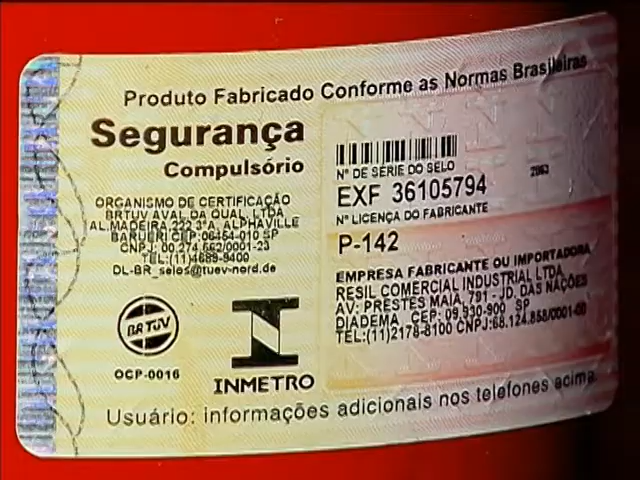 Produto Fabricado Conforme as Normas Brasileiras
Segurança
Compulsório
ORGANISMO DE CERTIFICAÇÃO
BRTUV AVAL DA QUAL. LTDA
AL.MADEIRA,222 3°A, ALPHAVILLE
BARUERI CEP:06454-010 SP
CNPJ: 00.274.662/0001-23
TEL:(11)4689-9400
DL-BR_selos@tuev-nord.de
BR TUV
OCP-0016
INMETRO
N° DE SÉRIE DO SELO
EXF 36105794
N° LICENÇA DO FABRICANTE
P-142
EMPRESA FABRICANTE OU IMPORTADORA
RESIL COMERCIAL INDUSTRIAL LTDA
AV: PRESTES MAIA, 791 - JD. DAS NAÇÕES
DIADEMA CEP: 09.930-900 SP
TEL:(11)2178-8100 CNPJ:68.124.858/0001-00
Usuário: informações adicionais nos telefones acima